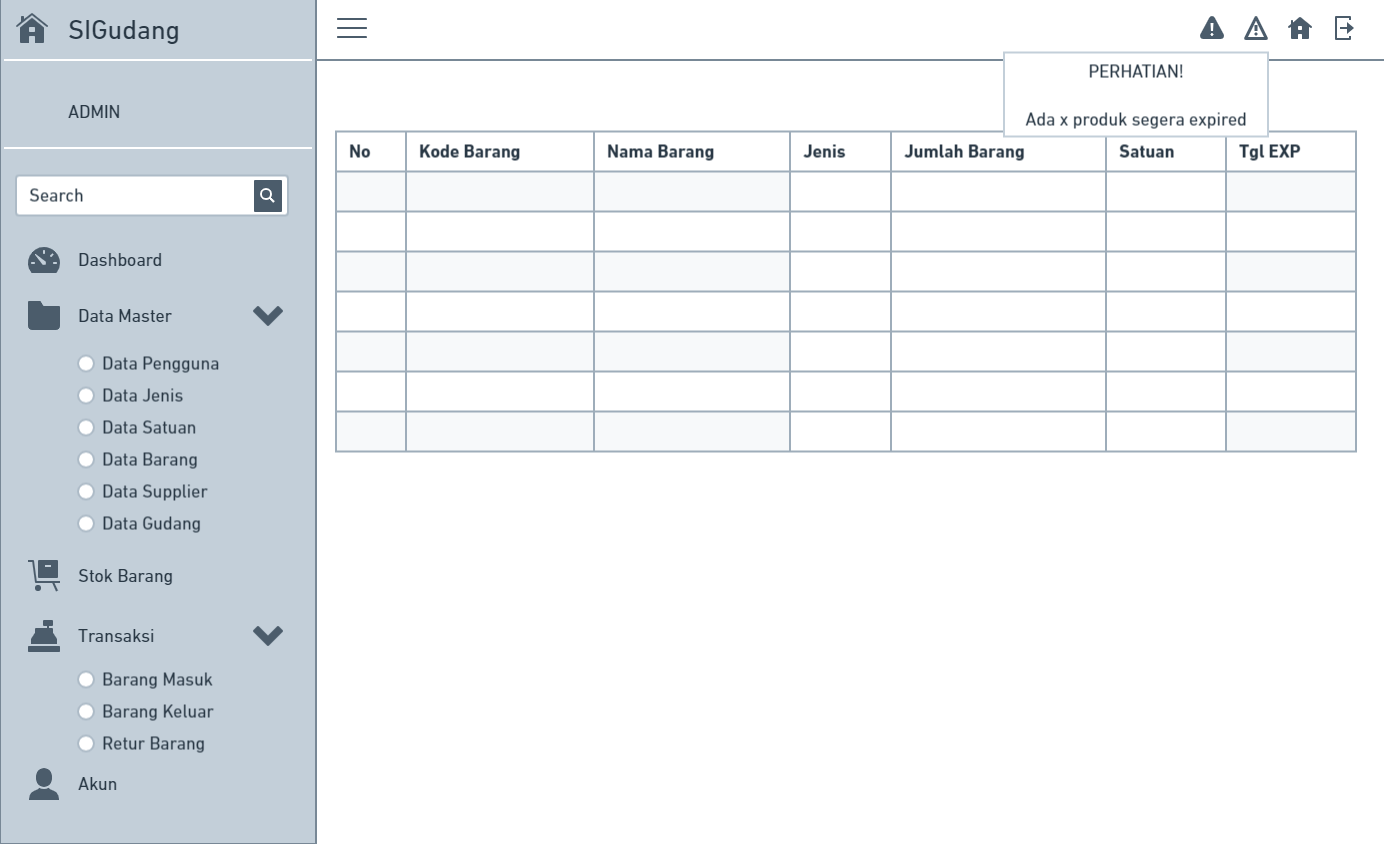 SIGudang
ADMIN
Search
Dashboard
Data Master
Data Pengguna
Data Jenis
Data Satuan
Data Barang
Data Supplier
Data Gudang
Stok Barang
Transaksi
Barang Masuk
Barang Keluar
Retur Barang
Akun
PERHATIAN!
Ada x produk segera expired
No Kode Barang Nama Barang Jenis Jumlah Barang Satuan Tgl EXP